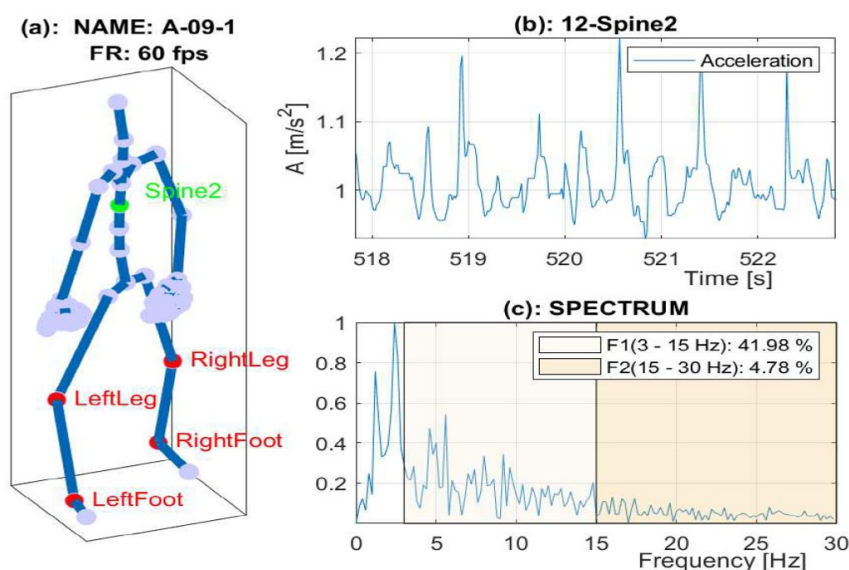 (a): NAME: A-09-1
FR: 60 fps
Spine2
RightLeg
LeftLeg
RightFoot
LeftFoot
(b): 12-Spine2
Acceleration
A [m/s²]
1.2
1.1
1
518
519
520
521
522
Time [s]
(c): SPECTRUM
F1(3 - 15 Hz): 41.98 %
F2(15 - 30 Hz): 4.78 %
1
0.8
0.6
0.4
0.2
0
5
10
15
20
25
30
Frequency [Hz]